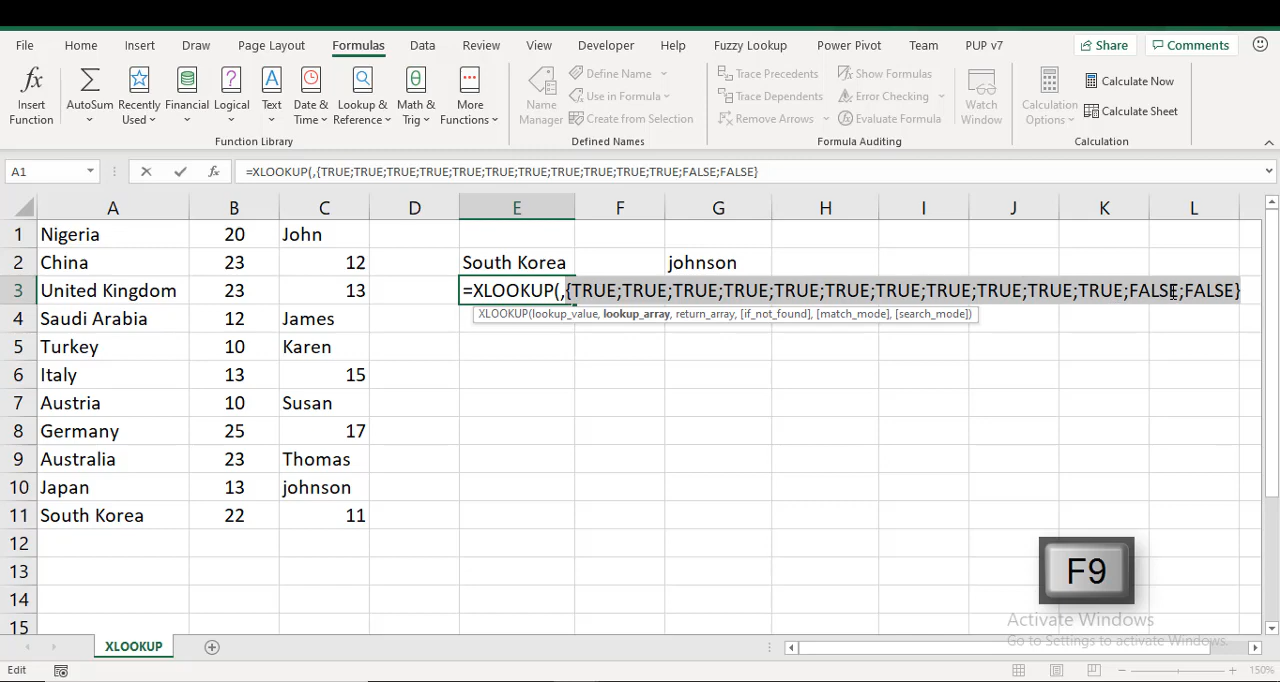 File Home Insert Draw Page Layout Formulas Data Review View Developer Help Fuzzy Lookup Power Pivot Team PUP v7 Share Comments
fx Insert Function
AutoSum
Recently Used
Financial
Logical
Text
Date & Time
Lookup & Reference
Math & Trig
More Functions
Name Manager
Define Name
Use in Formula
Create from Selection
Trace Precedents
Trace Dependents
Remove Arrows
Show Formulas
Error Checking
Evaluate Formula
Watch Window
Calculation Options
Calculate Now
Calculate Sheet
Function Library Defined Names Formula Auditing Calculation
A1 fx =XLOOKUP(,{TRUE;TRUE;TRUE;TRUE;TRUE;TRUE;TRUE;TRUE;TRUE;TRUE;TRUE;FALSE;FALSE}
A B C D E F G H I J K L
1 Nigeria 20 John
2 China 23 12 South Korea johnson
3 United Kingdom 23 13 =XLOOKUP(,{TRUE;TRUE;TRUE;TRUE;TRUE;TRUE;TRUE;TRUE;TRUE;TRUE;TRUE;FALSE;FALSE}
XLOOKUP(lookup_value, lookup_array, return_array, [if_not_found], [match_mode], [search_mode])
4 Saudi Arabia 12 James
5 Turkey 10 Karen
6 Italy 13 15
7 Austria 10 Susan
8 Germany 25 17
9 Australia 23 Thomas
10 Japan 13 johnson
11 South Korea 22 11
12
13
14
15
F9
Activate Windows
Go to Settings to activate Windows.
XLOOKUP
Edit 150%